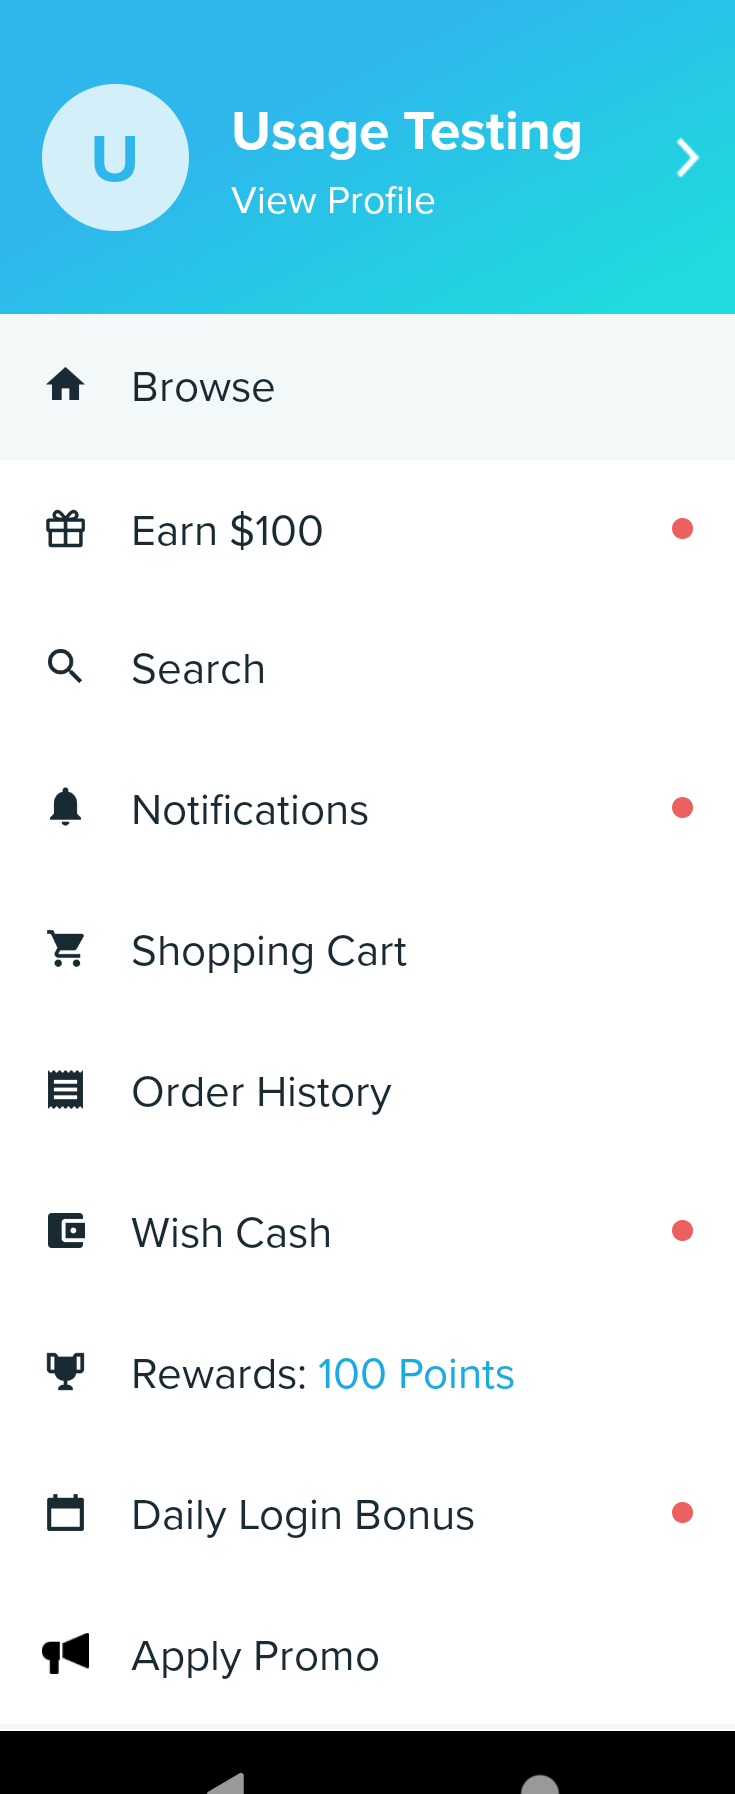 U
Usage Testing
View Profile
Browse
Earn $100
Search
Notifications
Shopping Cart
Order History
Wish Cash
Rewards: 100 Points
Daily Login Bonus
Apply Promo